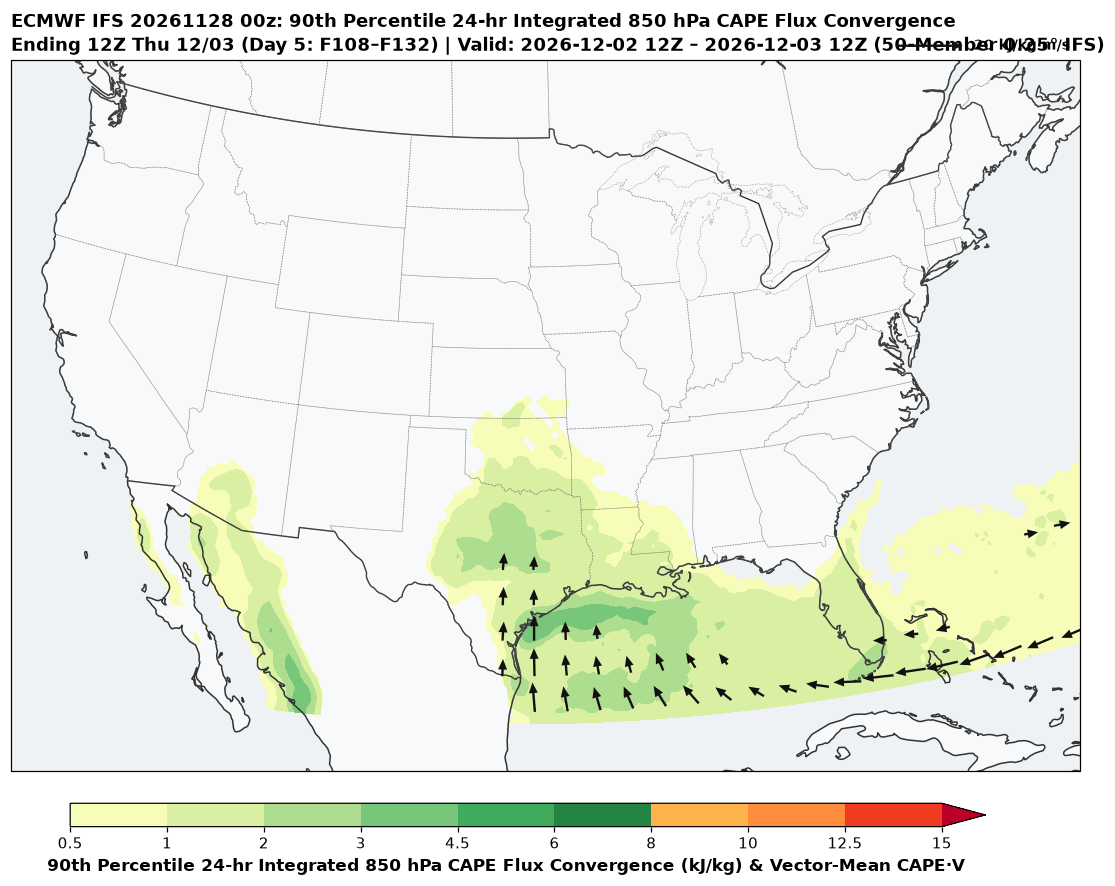 ECMWF IFS 20261128 00z: 90th Percentile 24-hr Integrated 850 hPa CAPE Flux Convergence
Ending 12Z Thu 12/03 (Day 5: F108–F132) | Valid: 2026-12-02 12Z – 2026-12-03 12Z (50-Member 0.25° IFS)
0.5 1 2 3 4.5 6 8 10 12.5 15
90th Percentile 24-hr Integrated 850 hPa CAPE Flux Convergence (kJ/kg) & Vector-Mean CAPE·V